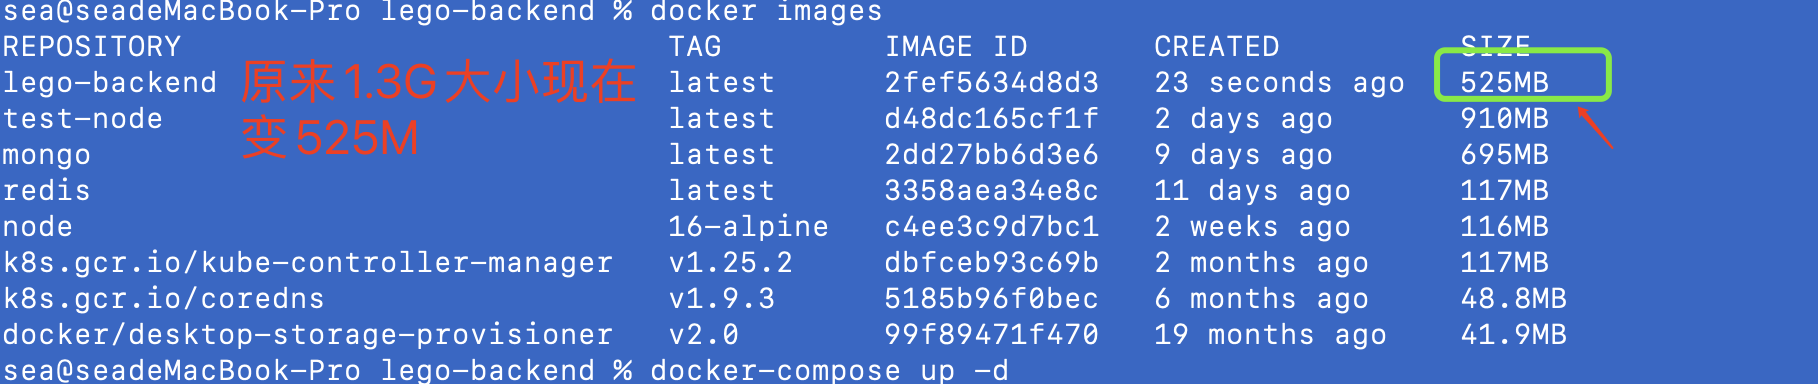 sea@seadeMacBook-Pro lego-backend % docker images
REPOSITORY TAG IMAGE ID CREATED SIZE
lego-backend latest 2fef5634d8d3 23 seconds ago 525MB
原来1.3G大小现在
变525M
test-node latest d48dc165cf1f 2 days ago 910MB
mongo latest 2dd27bb6d3e6 9 days ago 695MB
redis latest 3358aea34e8c 11 days ago 117MB
node 16-alpine c4ee3c9d7bc1 2 weeks ago 116MB
k8s.gcr.io/kube-controller-manager v1.25.2 dbfceb93c69b 2 months ago 117MB
k8s.gcr.io/coredns v1.9.3 5185b96f0bec 6 months ago 48.8MB
docker/desktop-storage-provisioner v2.0 99f89471f470 19 months ago 41.9MB
sea@seadeMacBook-Pro lego-backend % docker-compose up -d